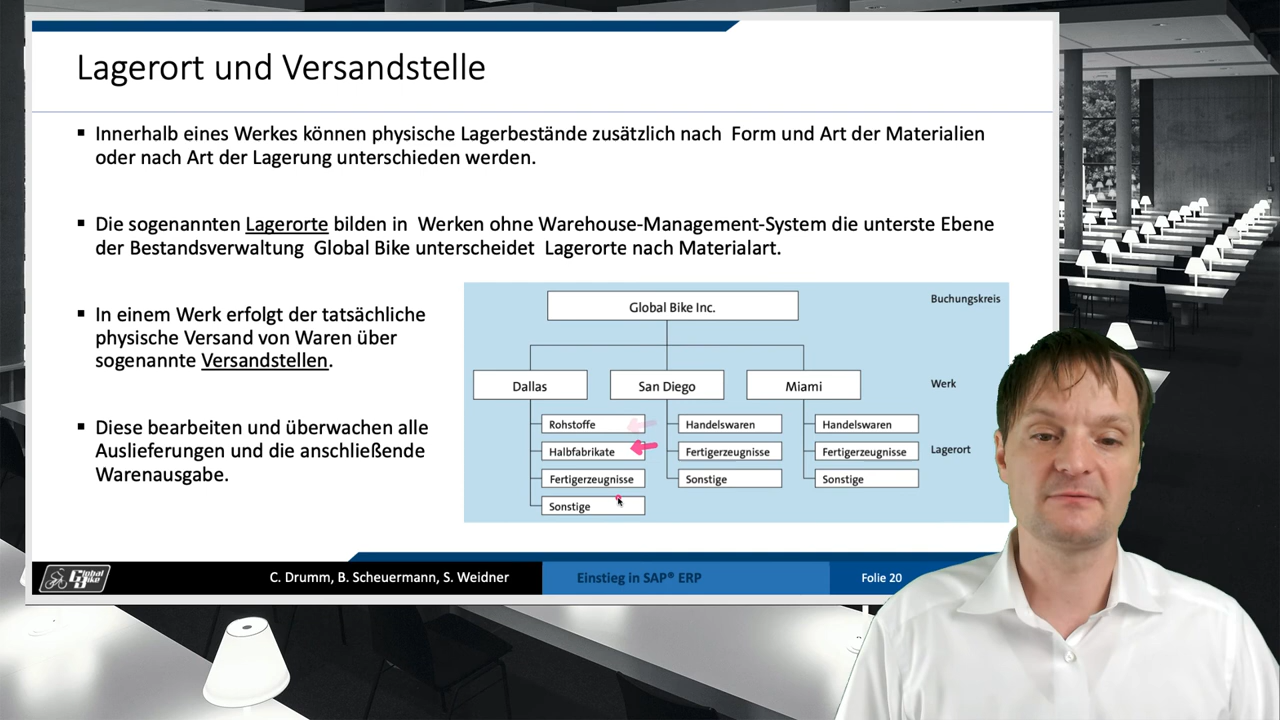 Lagerort und Versandstelle
Innerhalb eines Werkes können physische Lagerbestände zusätzlich nach Form und Art der Materialien
oder nach Art der Lagerung unterschieden werden.
Die sogenannten Lagerorte bilden in Werken ohne Warehouse-Management-System die unterste Ebene
der Bestandsverwaltung Global Bike unterscheidet Lagerorte nach Materialart.
In einem Werk erfolgt der tatsächliche
physische Versand von Waren über
sogenannte Versandstellen.
Diese bearbeiten und überwachen alle
Auslieferungen und die anschließende
Warenausgabe.
Global Bike Inc.
Buchungskreis
Dallas
San Diego
Miami
Werk
Rohstoffe
Handelswaren
Handelswaren
Halbfabrikate
Fertigerzeugnisse
Fertigerzeugnisse
Lagerort
Fertigerzeugnisse
Sonstige
Sonstige
Sonstige
Global
Bike
C. Drumm, B. Scheuermann, S. Weidner
Einstieg in SAP® ERP
Folie 20